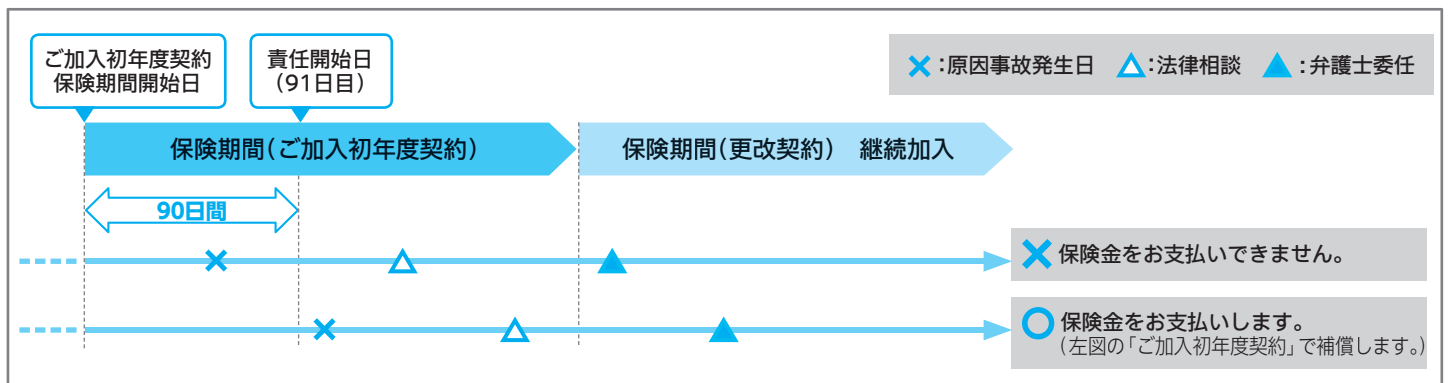 ご加入初年度契約
保険期間開始日
責任開始日
（91日目）
×：原因事故発生日 △：法律相談 ▲：弁護士委任
保険期間（ご加入初年度契約）
保険期間（更改契約） 継続加入
90日間
× 保険金をお支払いできません。
○ 保険金をお支払いします。
（左図の「ご加入初年度契約」で補償します。）